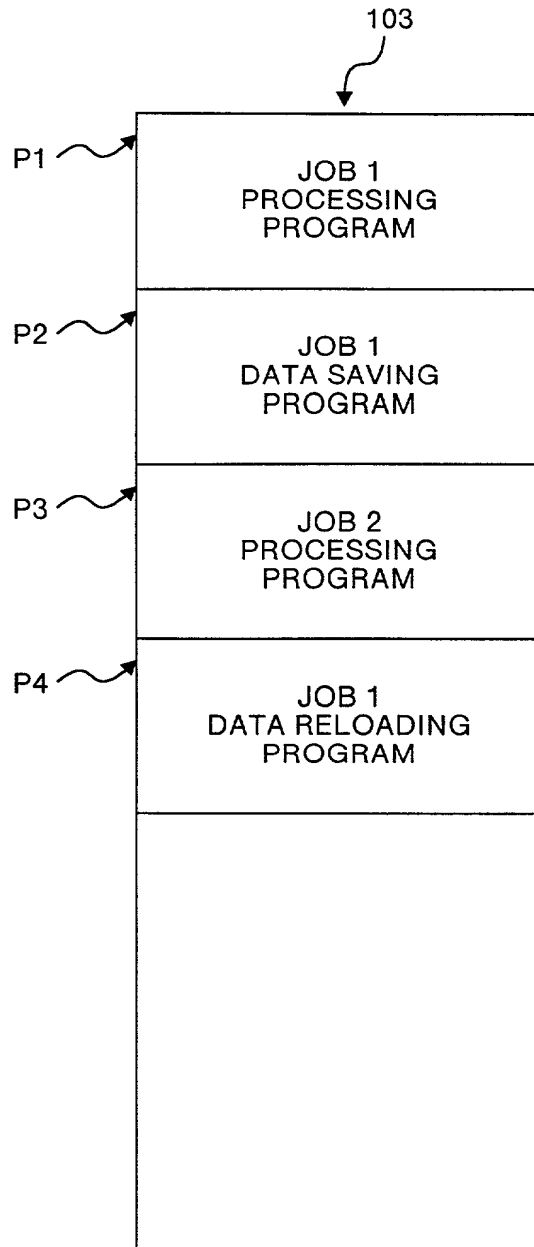 103
P1
JOB 1
PROCESSING
PROGRAM
P2
JOB 1
DATA SAVING
PROGRAM
P3
JOB 2
PROCESSING
PROGRAM
P4
JOB 1
DATA RELOADING
PROGRAM